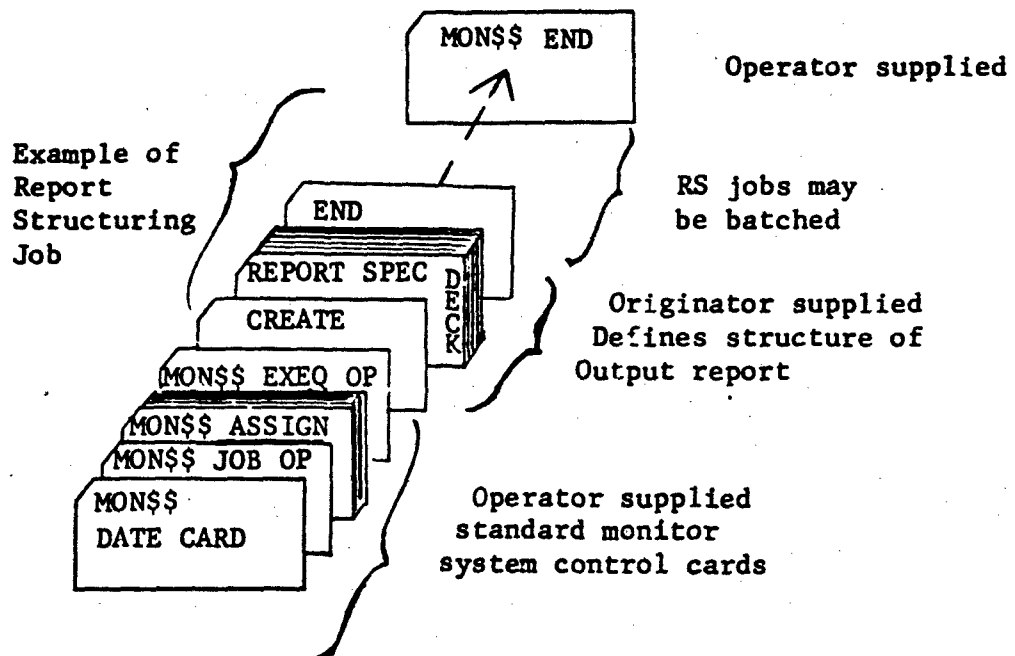 MON$$ END
Operator supplied
Example of
Report
Structuring
Job
RS jobs may
be batched
END
REPORT SPEC
DECK
Originator supplied
Defines structure of
Output report
CREATE
MON$$ EXEQ OP
MON$$ ASSIGN
MON$$ JOB OP
MON$$
DATE CARD
Operator supplied
standard monitor
system control cards